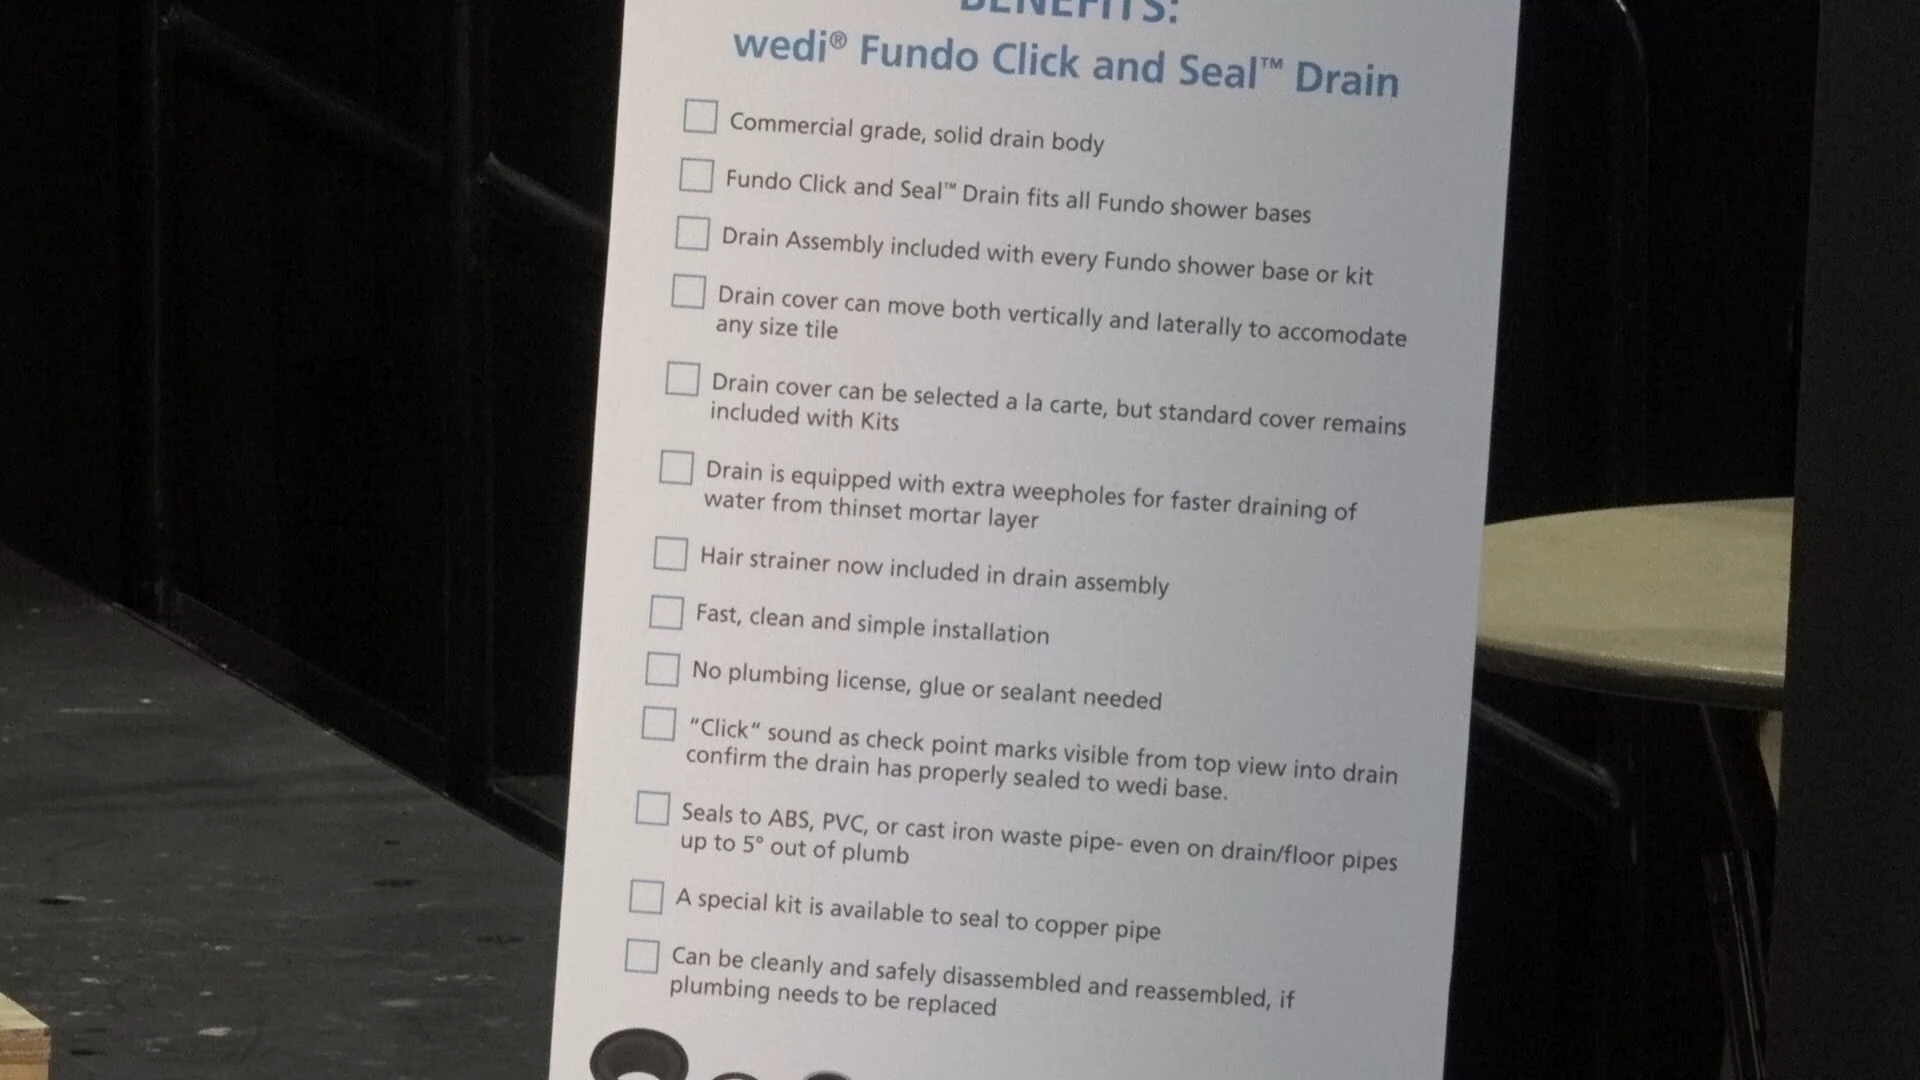 BENEFITS:
wedi® Fundo Click and Seal™ Drain
Commercial grade, solid drain body
Fundo Click and Seal™ Drain fits all Fundo shower bases
Drain Assembly included with every Fundo shower base or kit
Drain cover can move both vertically and laterally to accomodate
any size tile
Drain cover can be selected a la carte, but standard cover remains
included with Kits
Drain is equipped with extra weepholes for faster draining of
water from thinset mortar layer
Hair strainer now included in drain assembly
Fast, clean and simple installation
No plumbing license, glue or sealant needed
“Click“ sound as check point marks visible from top view into drain
confirm the drain has properly sealed to wedi base.
Seals to ABS, PVC, or cast iron waste pipe- even on drain/floor pipes
up to 5° out of plumb
A special kit is available to seal to copper pipe
Can be cleanly and safely disassembled and reassembled, if
plumbing needs to be replaced